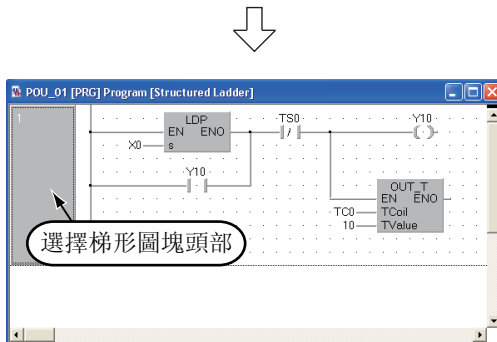 POU_01 [PRG] Program [Structured Ladder]
1
LDP
EN ENO
X0
s
TS0
Y10
Y10
OUT_T
EN ENO
TC0
TCoil
10
TValue
選擇梯形圖塊頭部